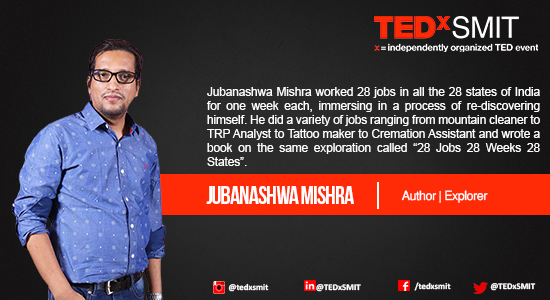 TEDxSMIT
x = independently organized TED event
Jubanashwa Mishra worked 28 jobs in all the 28 states of India
for one week each, immersing in a process of re-discovering
himself. He did a variety of jobs ranging from mountain cleaner to
TRP Analyst to Tattoo maker to Cremation Assistant and wrote a
book on the same exploration called “28 Jobs 28 Weeks 28
States”.
JUBANASHWA MISHRA
Author | Explorer
@tedxsmit
@TEDxSMIT
/tedxsmit
@TEDxSMIT